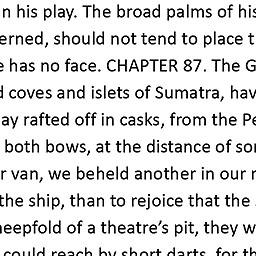 n his play. The broad palms of his
erned, should not tend to place t
e has no face. CHAPTER 87. The G
d coves and islets of Sumatra, hav
ay rafted off in casks, from the Pe
both bows, at the distance of so
r van, we beheld another in our r
the ship, than to rejoice that the
heepfold of a theatre’s pit, they w
could reach by short darts, for th